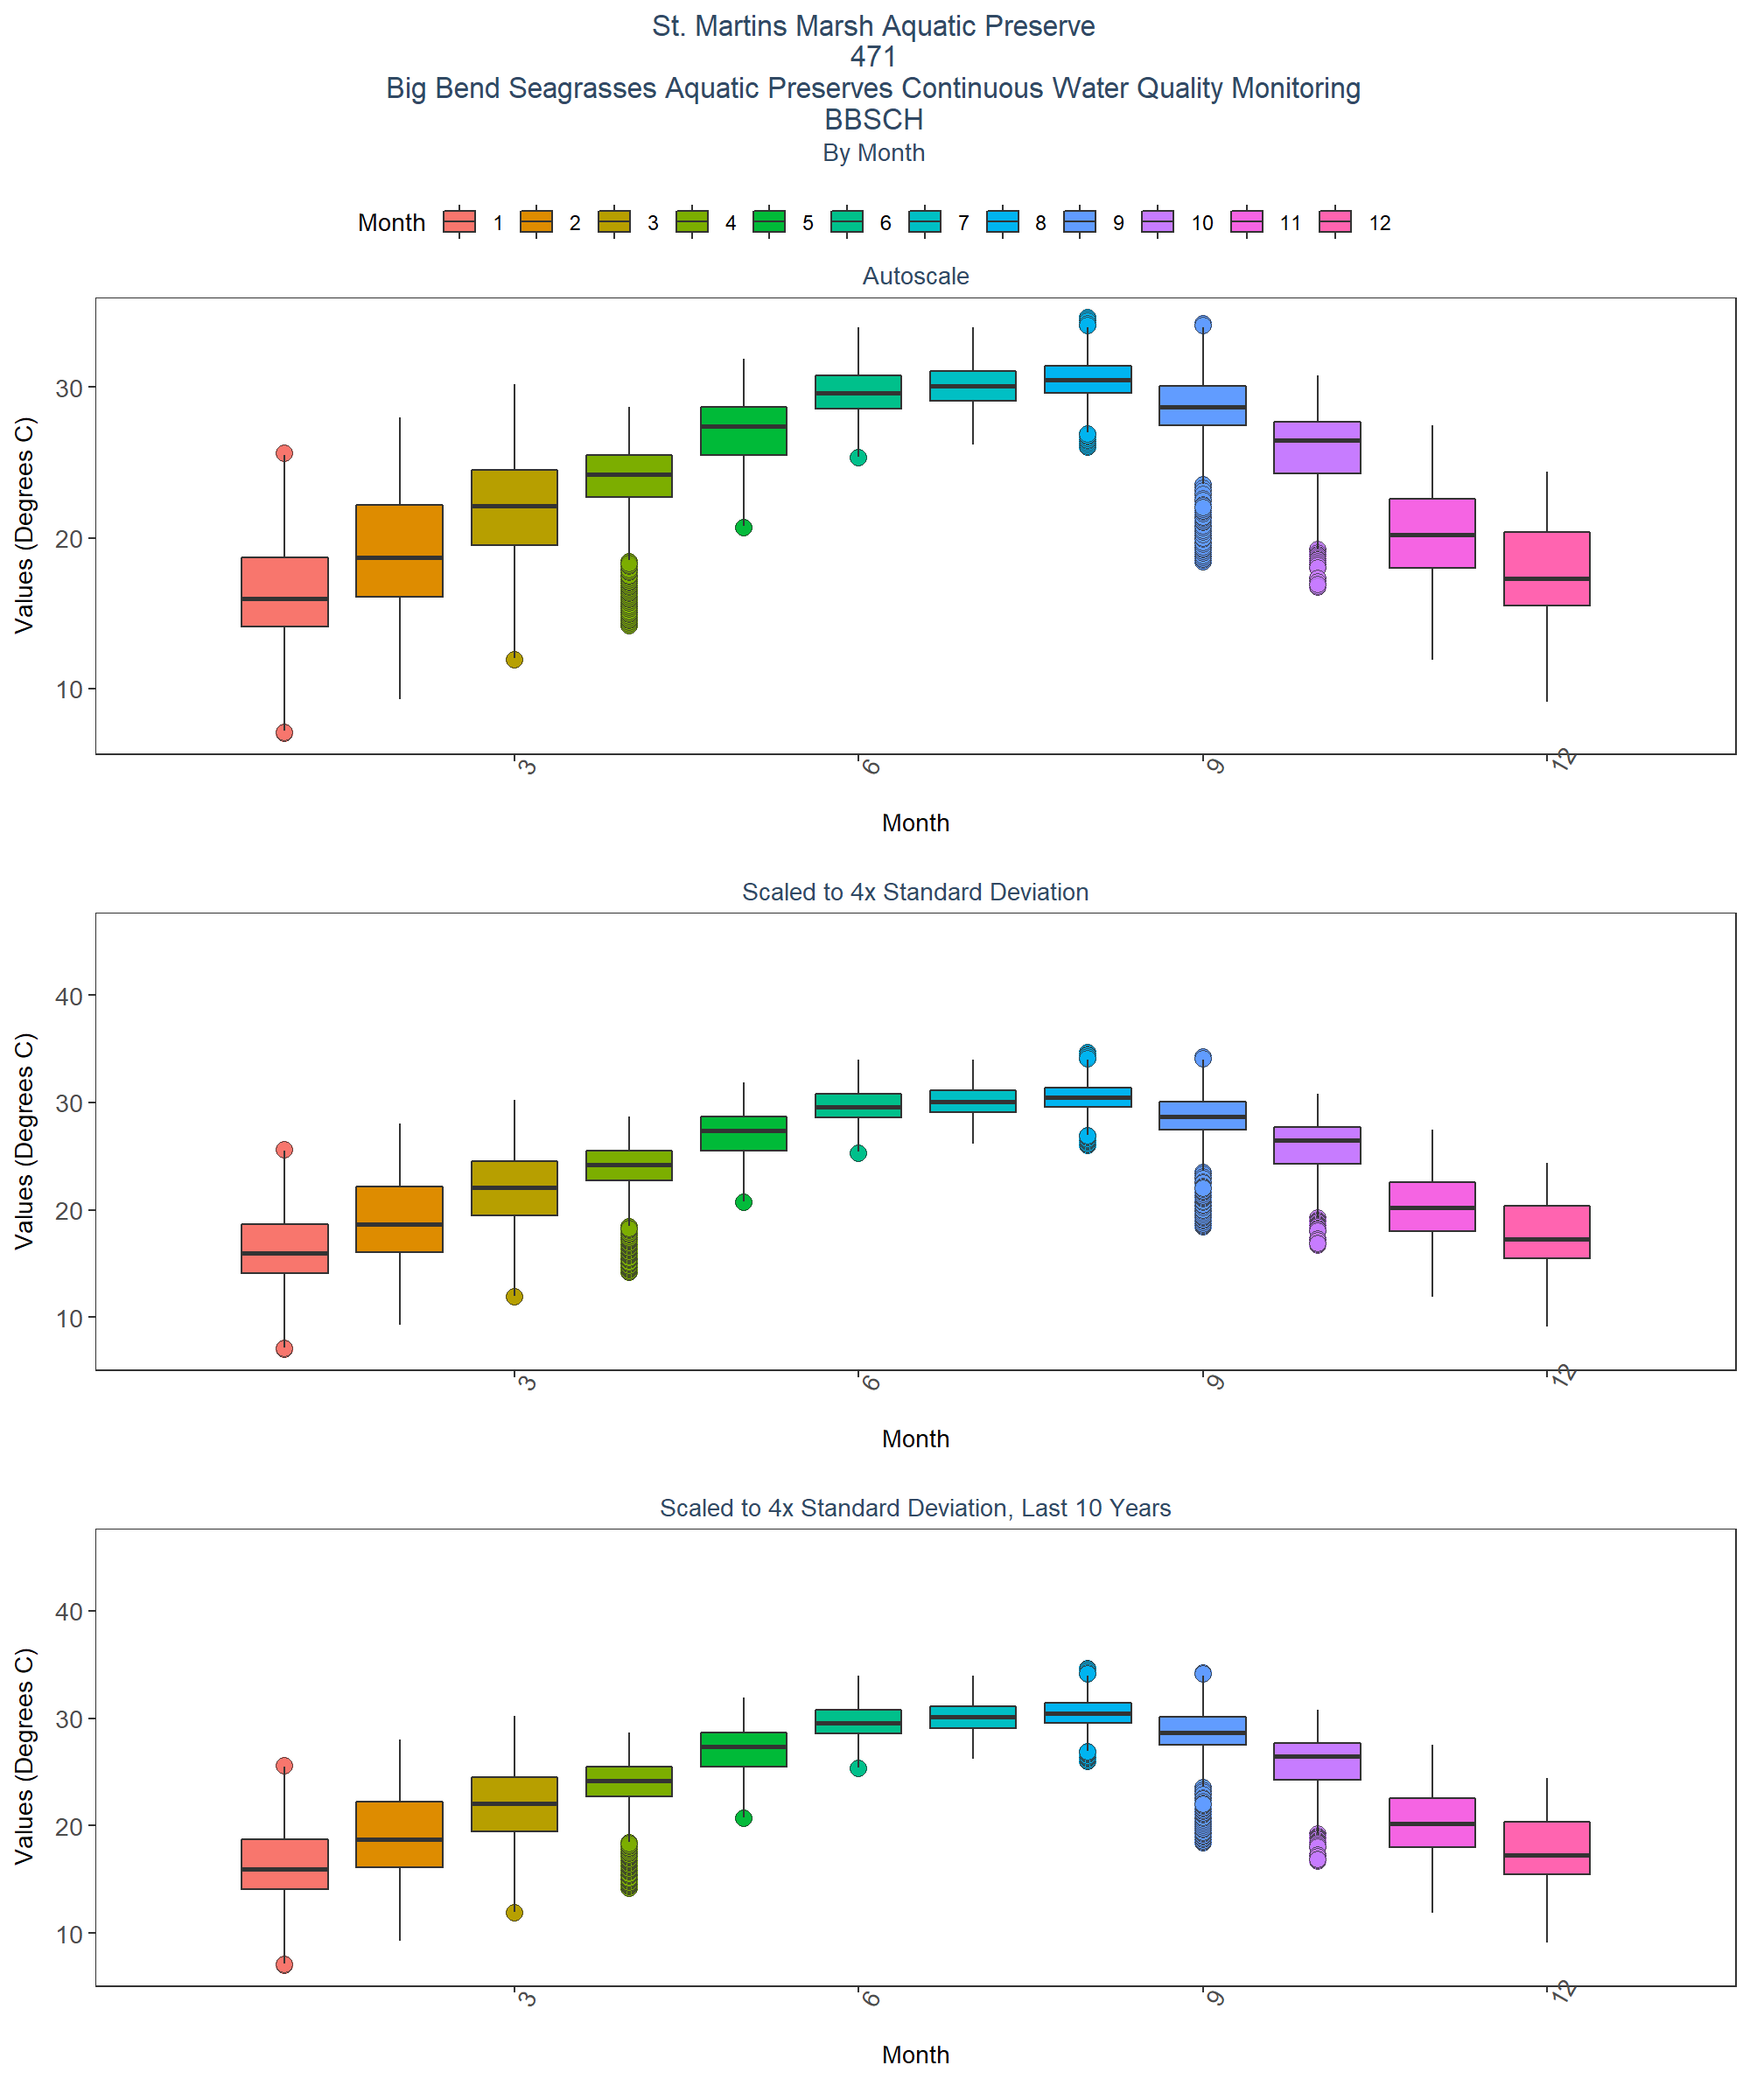 St. Martins Marsh Aquatic Preserve
471
Big Bend Seagrasses Aquatic Preserves Continuous Water Quality Monitoring
BBSCH
By Month
Month 1 2 3 4 5 6 7 8 9 10 11 12
Autoscale
Values (Degrees C)
30
20
10
3 6 9 12
Month
Scaled to 4x Standard Deviation
Values (Degrees C)
40
30
20
10
3 6 9 12
Month
Scaled to 4x Standard Deviation, Last 10 Years
Values (Degrees C)
40
30
20
10
3 6 9 12
Month